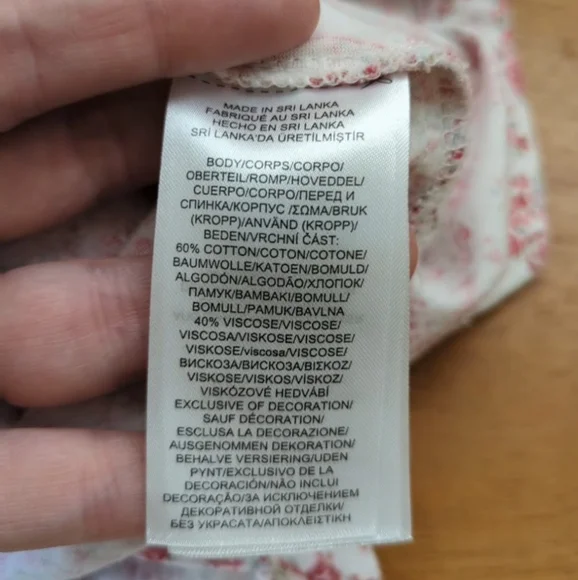 MADE IN SRI LANKA
FABRIQUÉ AU SRI LANKA
HECHO EN SRI LANKA
SRİ LANKA'DA ÜRETİLMİŞTİR
BODY/CORPS/CORPO/
OBERTEIL/ROMP/HOVEDDEL/
CUERPO/CORPO/ПЕРЕД И
СПИНКА/КОРПУС /ΣΩΜΑ/BRUK
(KROPP)/ANVÄND (KROPP)/
BEDEN/VRCHNÍ ČÁST:
60% COTTON/COTON/COTONE/
BAUMWOLLE/KATOEN/BOMULD/
ALGODÓN/ALGODÃO/ХЛОПОК/
ПАМУК/ΒΑΜΒΑΚΙ/BOMULL/
BOMULL/PAMUK/BAVLNA
40% VISCOSE/VISCOSE/
VISCOSA/VISKOSE/VISCOSE/
VISKOSE/viscosa/VISCOSE/
ВИСКОЗА/ВИСКОЗА/ΒΙΣΚΟΖ/
VISKOSE/VISKOS/VİSKOZ/
VISKÓZOVÉ HEDVÁBÍ
EXCLUSIVE OF DECORATION/
SAUF DÉCORATION/
ESCLUSA LA DECORAZIONE/
AUSGENOMMEN DEKORATION/
BEHALVE VERSIERING/UDEN
PYNT/EXCLUSIVO DE LA
DECORACIÓN/NÃO INCLUI
DECORAÇÃO/ЗА ИСКЛЮЧЕНИЕМ
ДЕКОРАТИВНОЙ ОТДЕЛКИ/
БЕЗ УКРАСАТА/ΑΠΟΚΛΕΙΣΤΙΚΗ